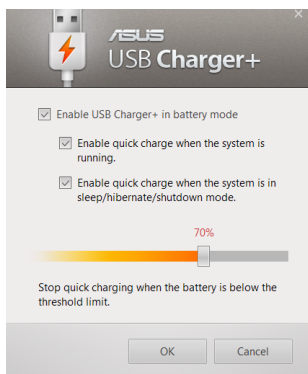 ASUS
USB Charger+
Enable USB Charger+ in battery mode
Enable quick charge when the system is
running.
Enable quick charge when the system is in
sleep/hibernate/shutdown mode.
70%
Stop quick charging when the battery is below the
threshold limit.
OK
Cancel